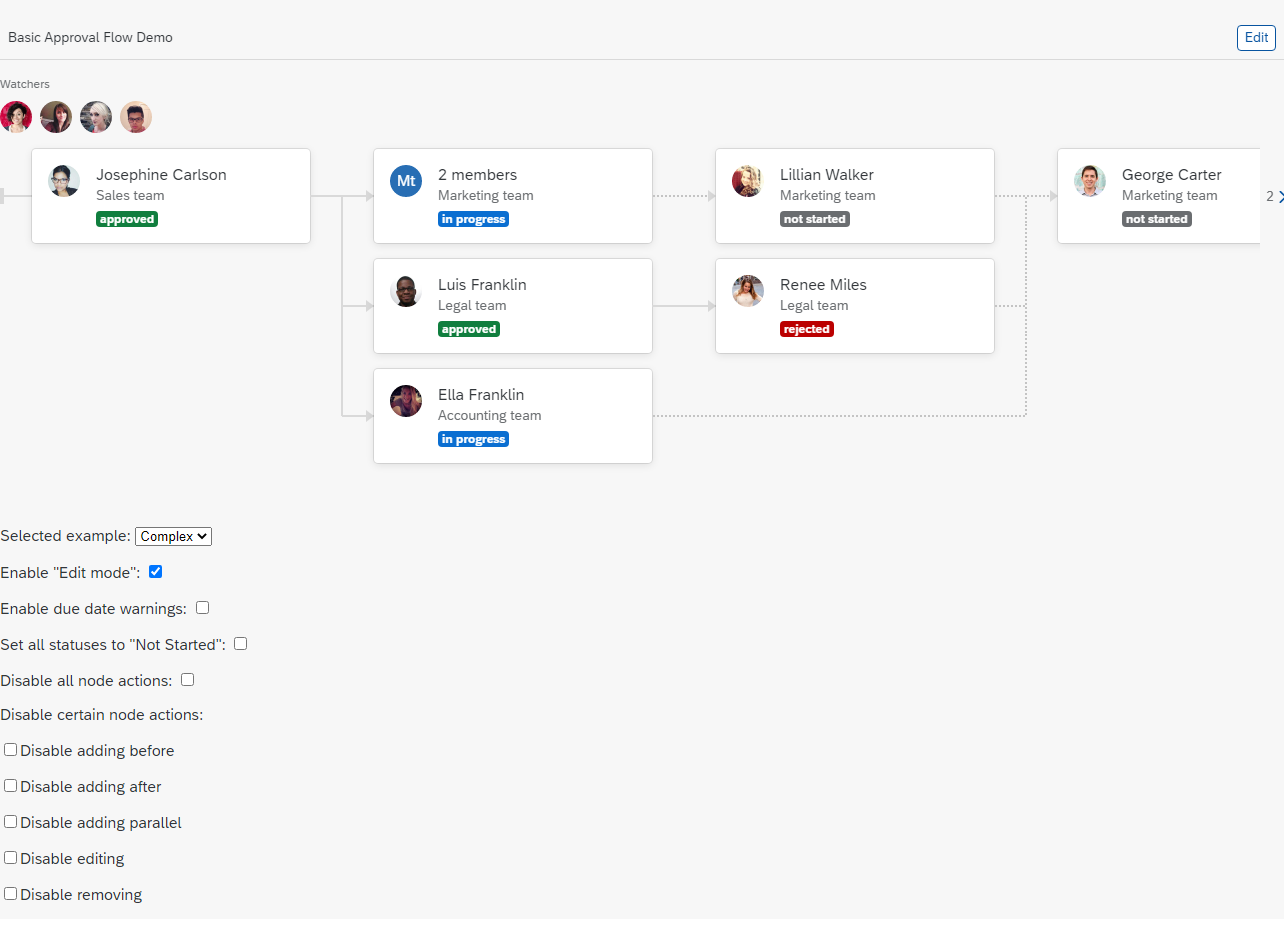 Basic Approval Flow Demo
Edit
Watchers
Josephine Carlson
Sales team
approved
Mt
2 members
Marketing team
in progress
Lillian Walker
Marketing team
not started
George Carter
Marketing team
not started
2
Luis Franklin
Legal team
approved
Renee Miles
Legal team
rejected
Ella Franklin
Accounting team
in progress
Selected example: Complex
Enable "Edit mode":
Enable due date warnings:
Set all statuses to "Not Started":
Disable all node actions:
Disable certain node actions:
Disable adding before
Disable adding after
Disable adding parallel
Disable editing
Disable removing